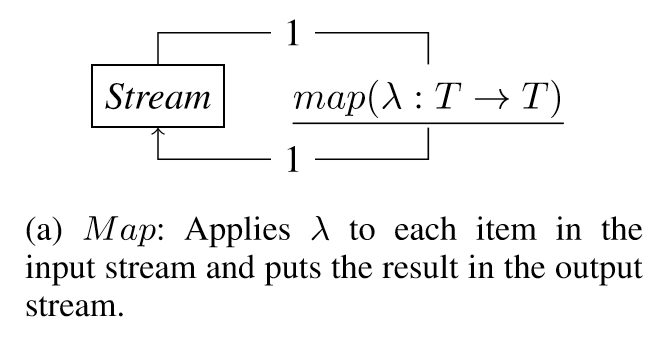 1
Stream
map(λ : T → T)
1
(a) Map: Applies λ to each item in the
input stream and puts the result in the output
stream.